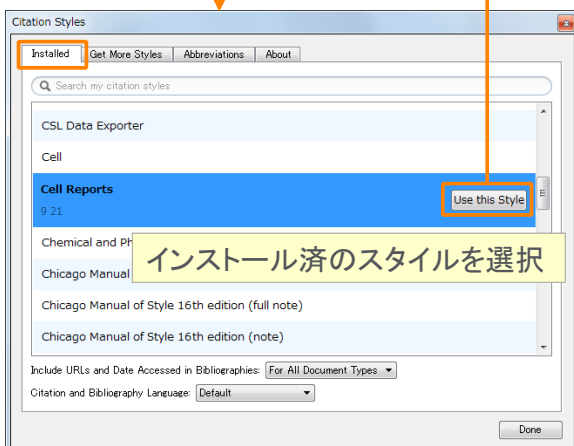 Citation Styles
Installed
Get More Styles
Abbreviations
About
Search my citation styles
CSL Data Exporter
Cell
Cell Reports
Use this Style
9 21
Chemical and Ph
インストール済のスタイルを選択
Chicago Manual
Chicago Manual of Style 16th edition (full note)
Chicago Manual of Style 16th edition (note)
Include URLs and Date Accessed in Bibliographies: For All Document Types
Citation and Bibliography Language: Default
Done